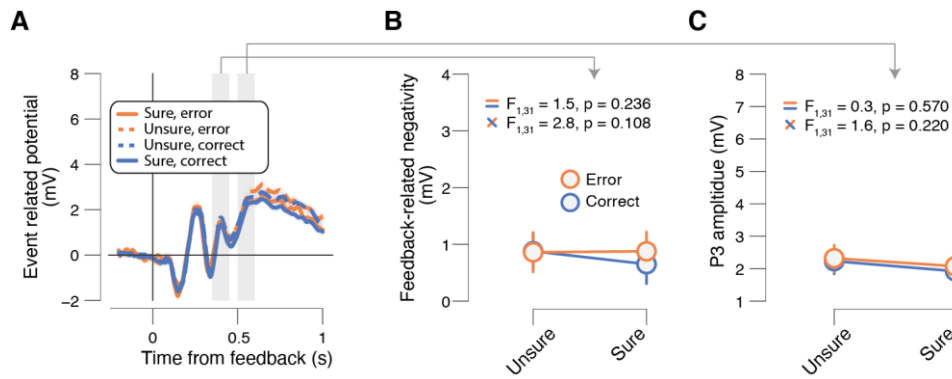 A
B
C
Event related potential
(mV)
8
6
4
2
0
−2
Sure, error
Unsure, error
Unsure, correct
Sure, correct
0
0.5
1
Time from feedback (s)
Feedback-related negativity
(mV)
4
3
2
1
0
F1,31 = 1.5, p = 0.236
F1,31 = 2.8, p = 0.108
Error
Correct
Unsure
Sure
P3 amptidue (mV)
8
7
6
5
4
3
2
1
F1,31 = 0.3, p = 0.570
F1,31 = 1.6, p = 0.220
Unsure
Sure